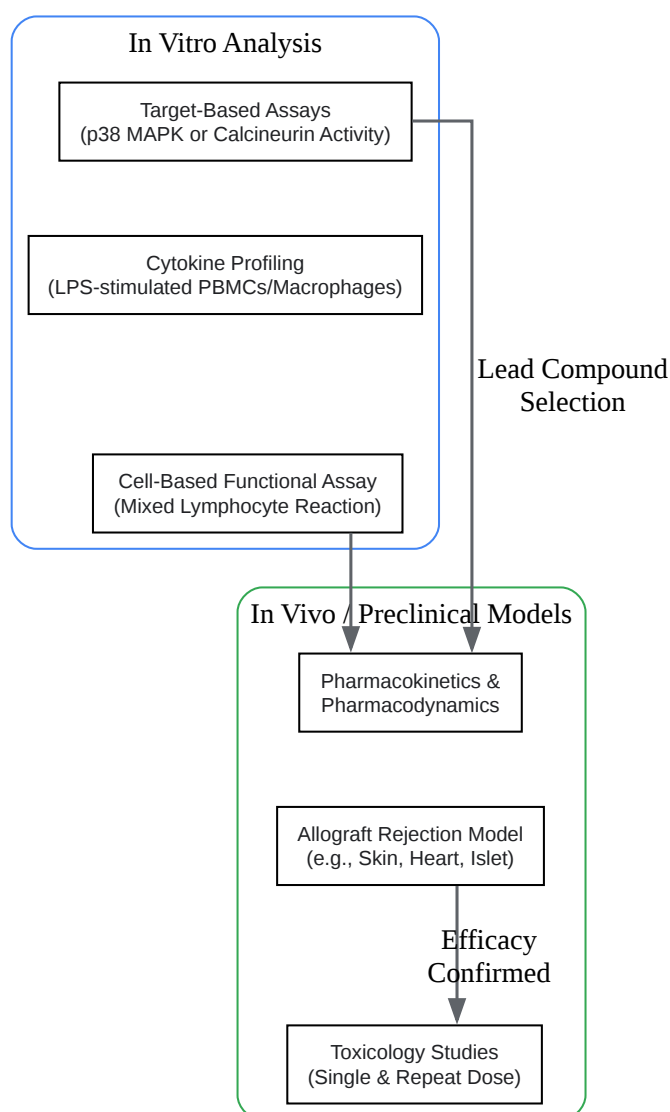 In Vitro Analysis
Target-Based Assays
(p38 MAPK or Calcineurin Activity)
Cytokine Profiling
(LPS-stimulated PBMCs/Macrophages)
Lead Compound
Selection
Cell-Based Functional Assay
(Mixed Lymphocyte Reaction)
In Vivo / Preclinical Models
Pharmacokinetics &
Pharmacodynamics
Allograft Rejection Model
(e.g., Skin, Heart, Islet)
Efficacy
Confirmed
Toxicology Studies
(Single & Repeat Dose)